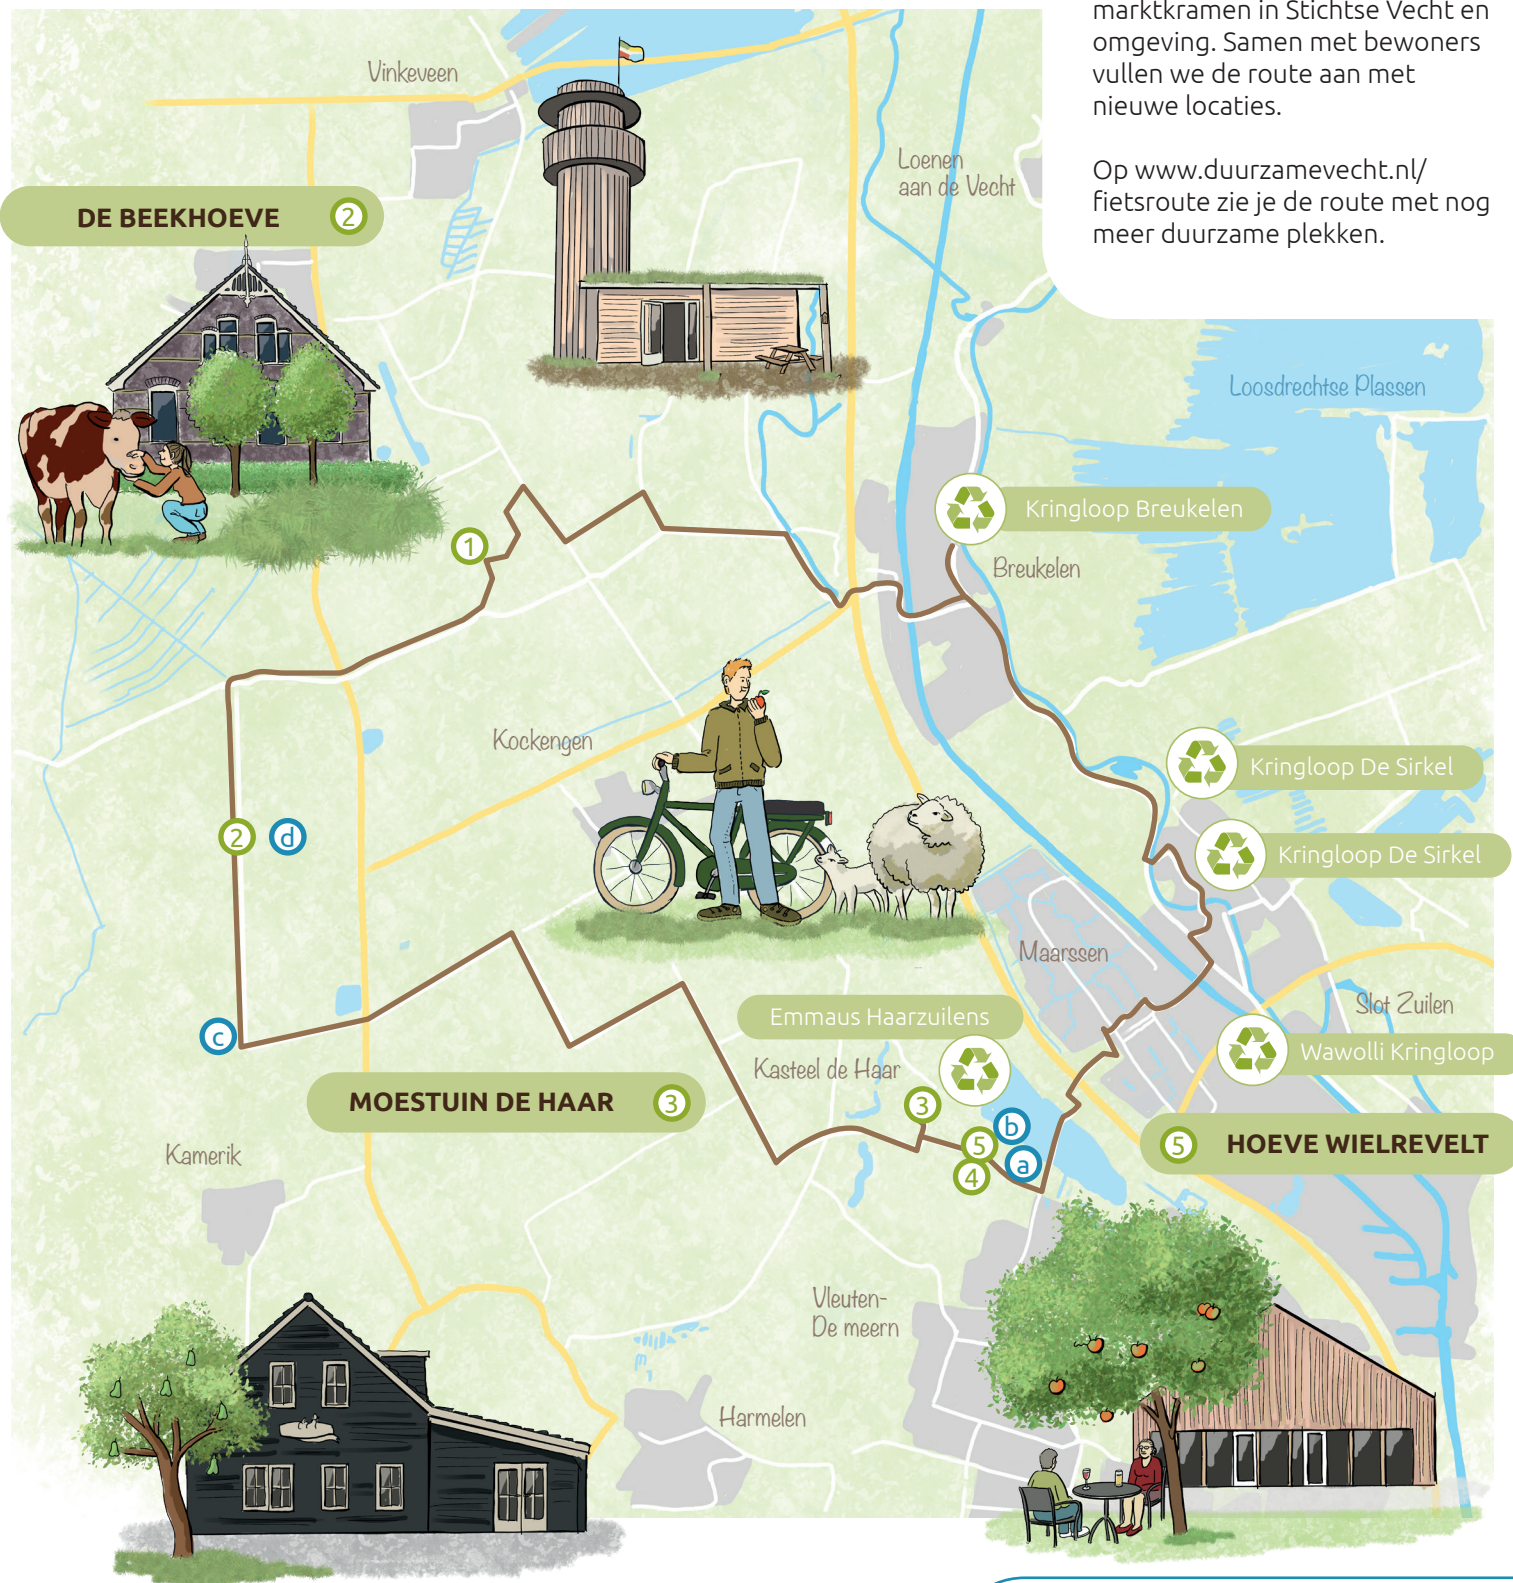 marktkramen in Stichtse Vecht en
omgeving. Samen met bewoners
vullen we de route aan met
nieuwe locaties.
Op www.duurzamevecht.nl/
fietsroute zie je de route met nog
meer duurzame plekken.
Vinkeveen
Loenen
aan de Vecht
DE BEEKHOEVE 2
Loosdrechtse Plassen
Kringloop Breukelen
1
Breukelen
Kockengen
Kringloop De Sirkel
2 d
Kringloop De Sirkel
Maarssen
Slot Zuilen
Emmaus Haarzuilens
c
Wawolli Kringloop
Kasteel de Haar
MOESTUIN DE HAAR 3
3
b
5
a
4
5 HOEVE WIELREVELT
Kamerik
Vleuten-
De meern
Harmelen